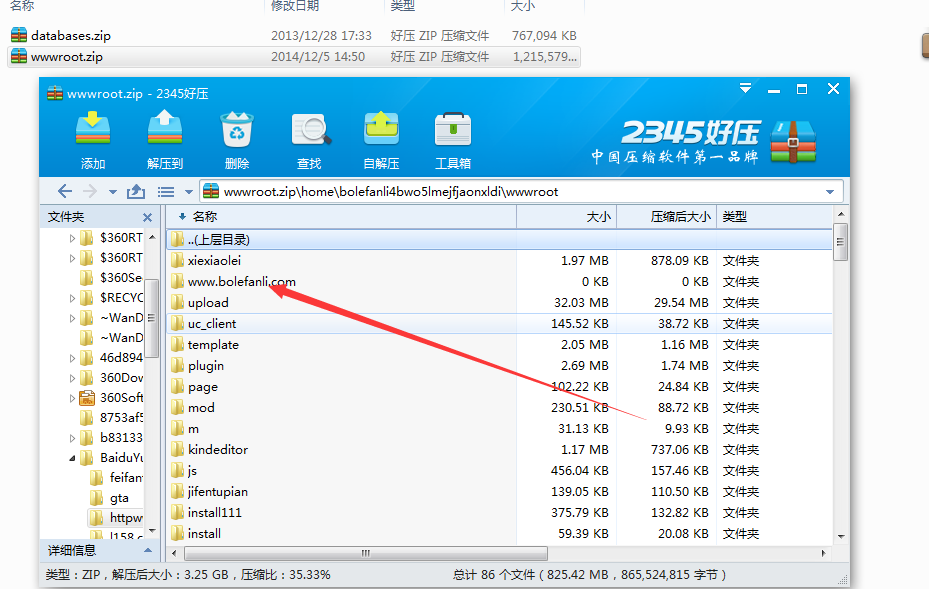 名称 修改日期 类型 大小
databases.zip 2013/12/28 17:33 好压 ZIP 压缩文件 767,094 KB
wwwroot.zip 2014/12/5 14:50 好压 ZIP 压缩文件 1,215,579...
wwwroot.zip - 2345好压
添加 解压到 删除 查找 自解压 工具箱
2345好压
中国压缩软件第一品牌
wwwroot.zip\home\bolefanli4bwo5lmejfjaonxldi\wwwroot
文件夹 名称 大小 压缩后大小 类型
..(上层目录)
$360RT
$360RT
$360Se
$RECYC
~WanD
~WanD
46d894
360Dov
360Soft
8753af5
b83133
BaiduYu
feifan
gta
httpw
l158.c
xiexiaolei 1.97 MB 878.09 KB 文件夹
www.bolefanli.com 0 KB 0 KB 文件夹
upload 32.03 MB 29.54 MB 文件夹
uc_client 145.52 KB 38.72 KB 文件夹
template 2.05 MB 1.16 MB 文件夹
plugin 2.69 MB 1.74 MB 文件夹
page 102.22 KB 24.84 KB 文件夹
mod 230.51 KB 88.72 KB 文件夹
m 31.13 KB 9.93 KB 文件夹
kindeditor 1.17 MB 737.06 KB 文件夹
js 456.04 KB 157.46 KB 文件夹
jifentupian 139.05 KB 110.50 KB 文件夹
install111 375.79 KB 132.82 KB 文件夹
install 59.39 KB 20.08 KB 文件夹
详细信息
类型：ZIP，解压后大小：3.25 GB，压缩比：35.33% 总计 86 个文件（825.42 MB，865,524,815 字节）